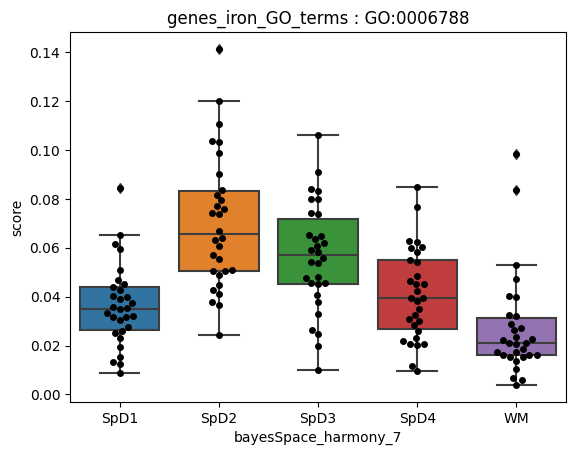 genes_iron_GO_terms : GO:0006788
score
0.14
0.12
0.10
0.08
0.06
0.04
0.02
0.00
SpD1 SpD2 SpD3 SpD4 WM
bayesSpace_harmony_7